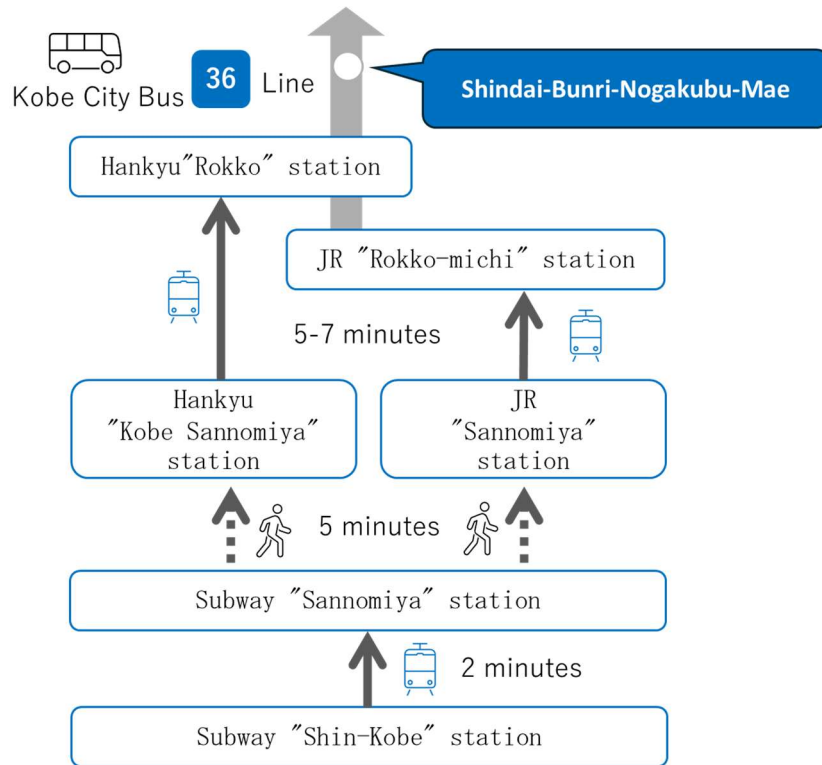 Kobe City Bus 36 Line
Shindai-Bunri-Nogakubu-Mae
Hankyu"Rokko" station
JR "Rokko-michi" station
5-7 minutes
Hankyu
"Kobe Sannomiya"
station
JR
"Sannomiya"
station
5 minutes
Subway "Sannomiya" station
2 minutes
Subway "Shin-Kobe" station